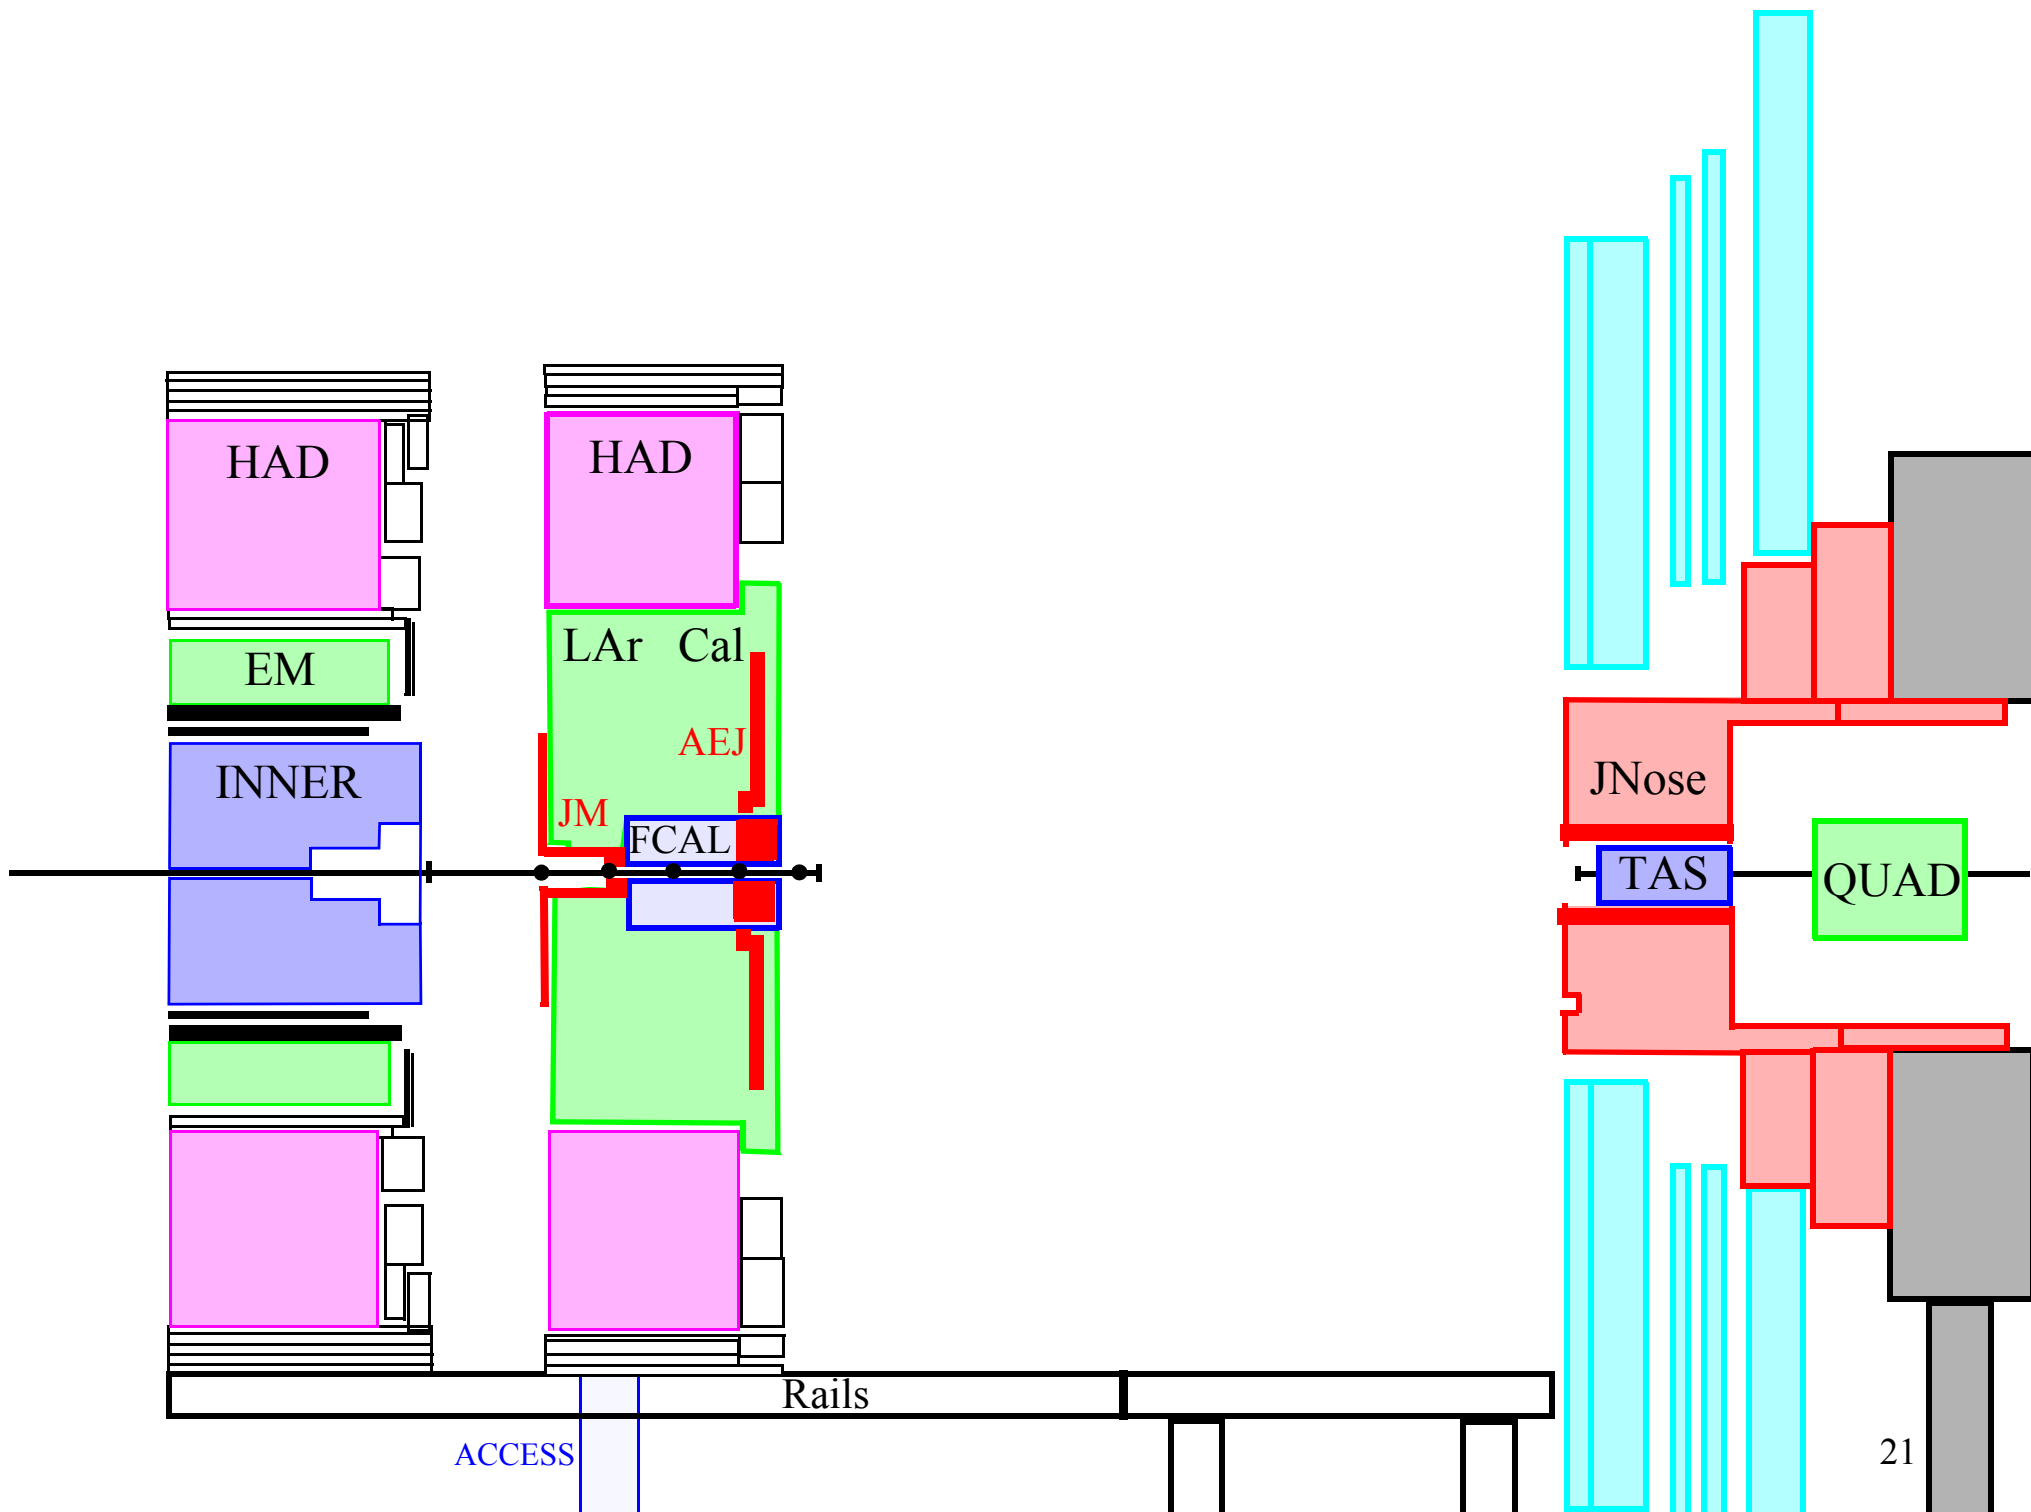 HAD
HAD
LAr Cal
EM
AEJ
INNER
JNose
JM
FCAL
TAS
QUAD
Rails
ACCESS
21